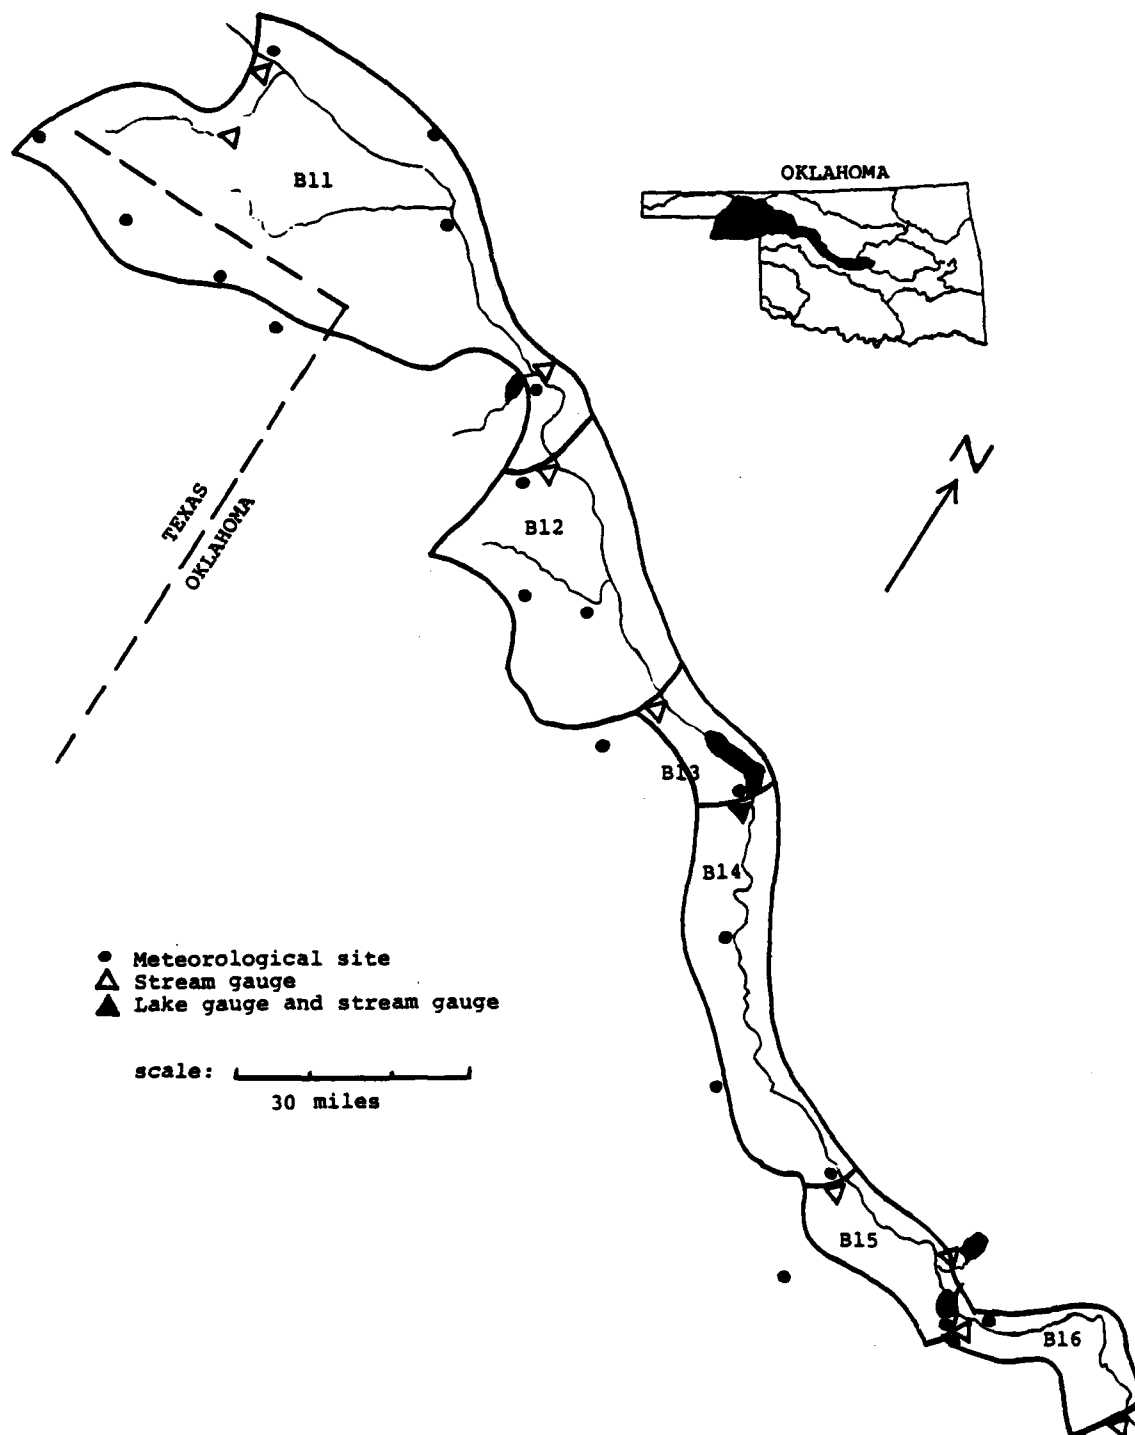 OKLAHOMA
B11
N
TEXAS
OKLAHOMA
B12
B13
B14
Meteorological site
Stream gauge
Lake gauge and stream gauge
scale:
30 miles
B15
B16